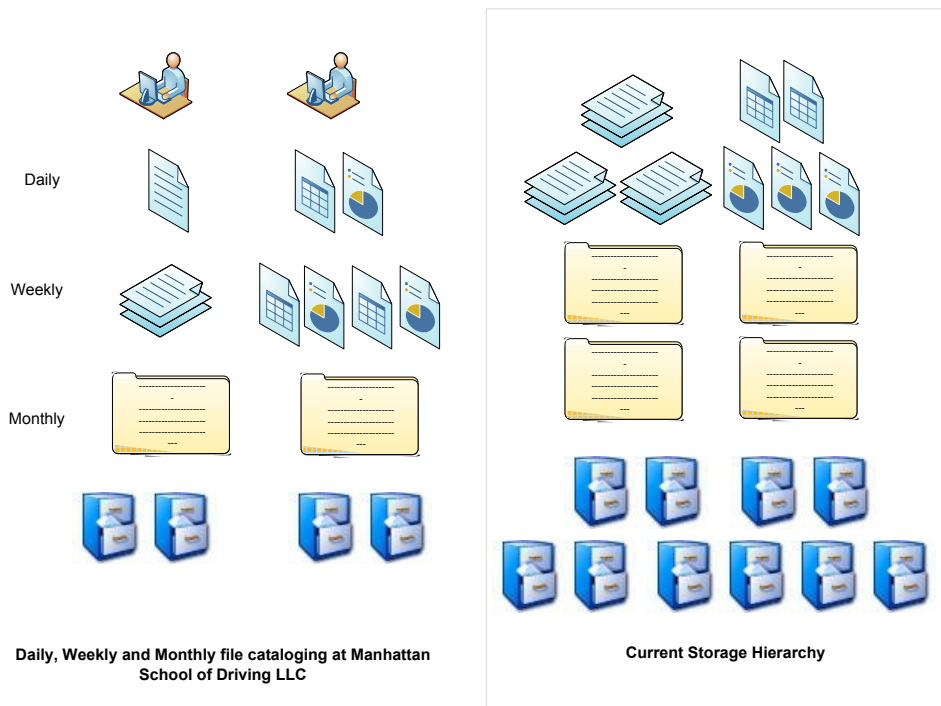 Daily
Weekly
Monthly
Daily, Weekly and Monthly file cataloging at Manhattan
School of Driving LLC
Current Storage Hierarchy